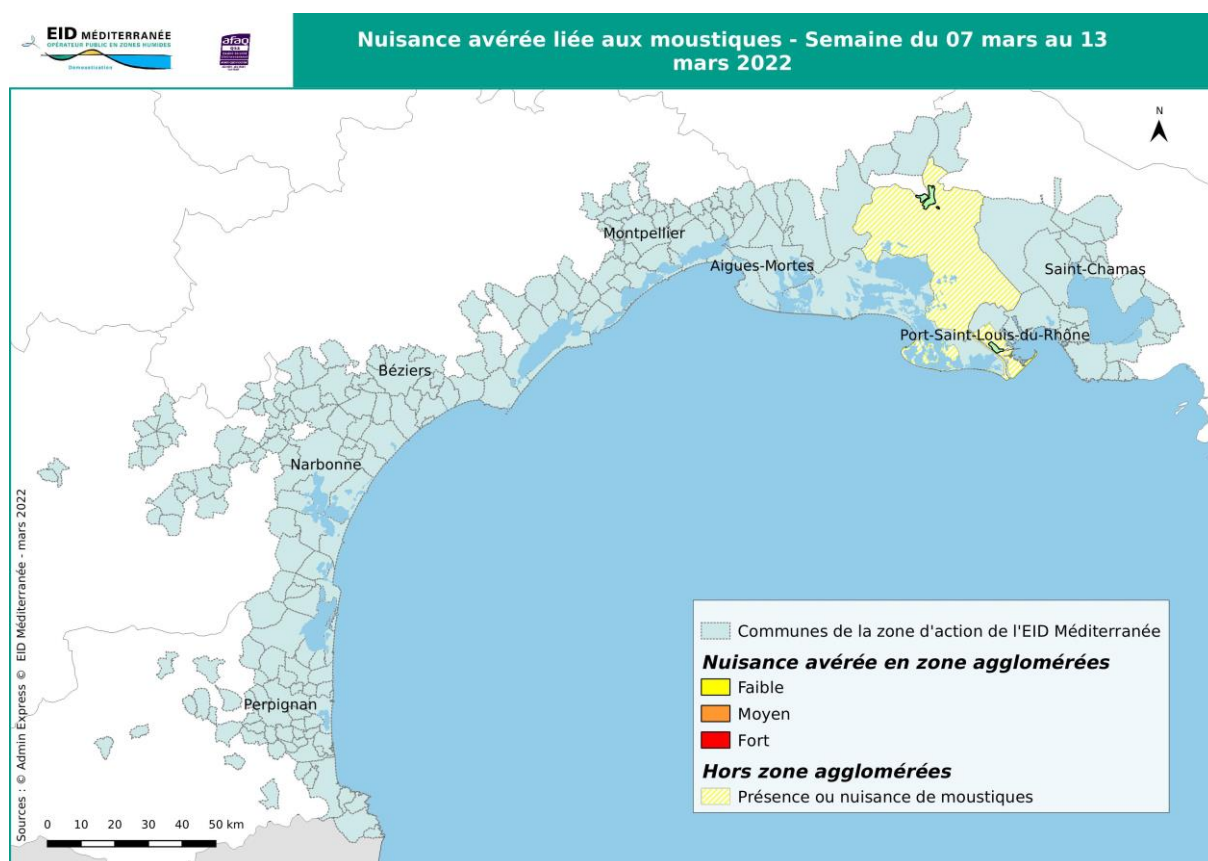 EID MÉDITERRANÉE
OPÉRATEUR PUBLIC EN ZONES HUMIDES
Démoustication
afaq
Nuisance avérée liée aux moustiques - Semaine du 07 mars au 13
mars 2022
N
Montpellier
Aigues-Mortes
Saint-Chamas
Port-Saint-Louis-du-Rhône
Béziers
Narbonne
Perpignan
Sources : © Admin Express © EID Méditerranée - mars 2022
0 10 20 30 40 50 km
Communes de la zone d'action de l'EID Méditerranée
Nuisance avérée en zone agglomérées
Faible
Moyen
Fort
Hors zone agglomérées
Présence ou nuisance de moustiques